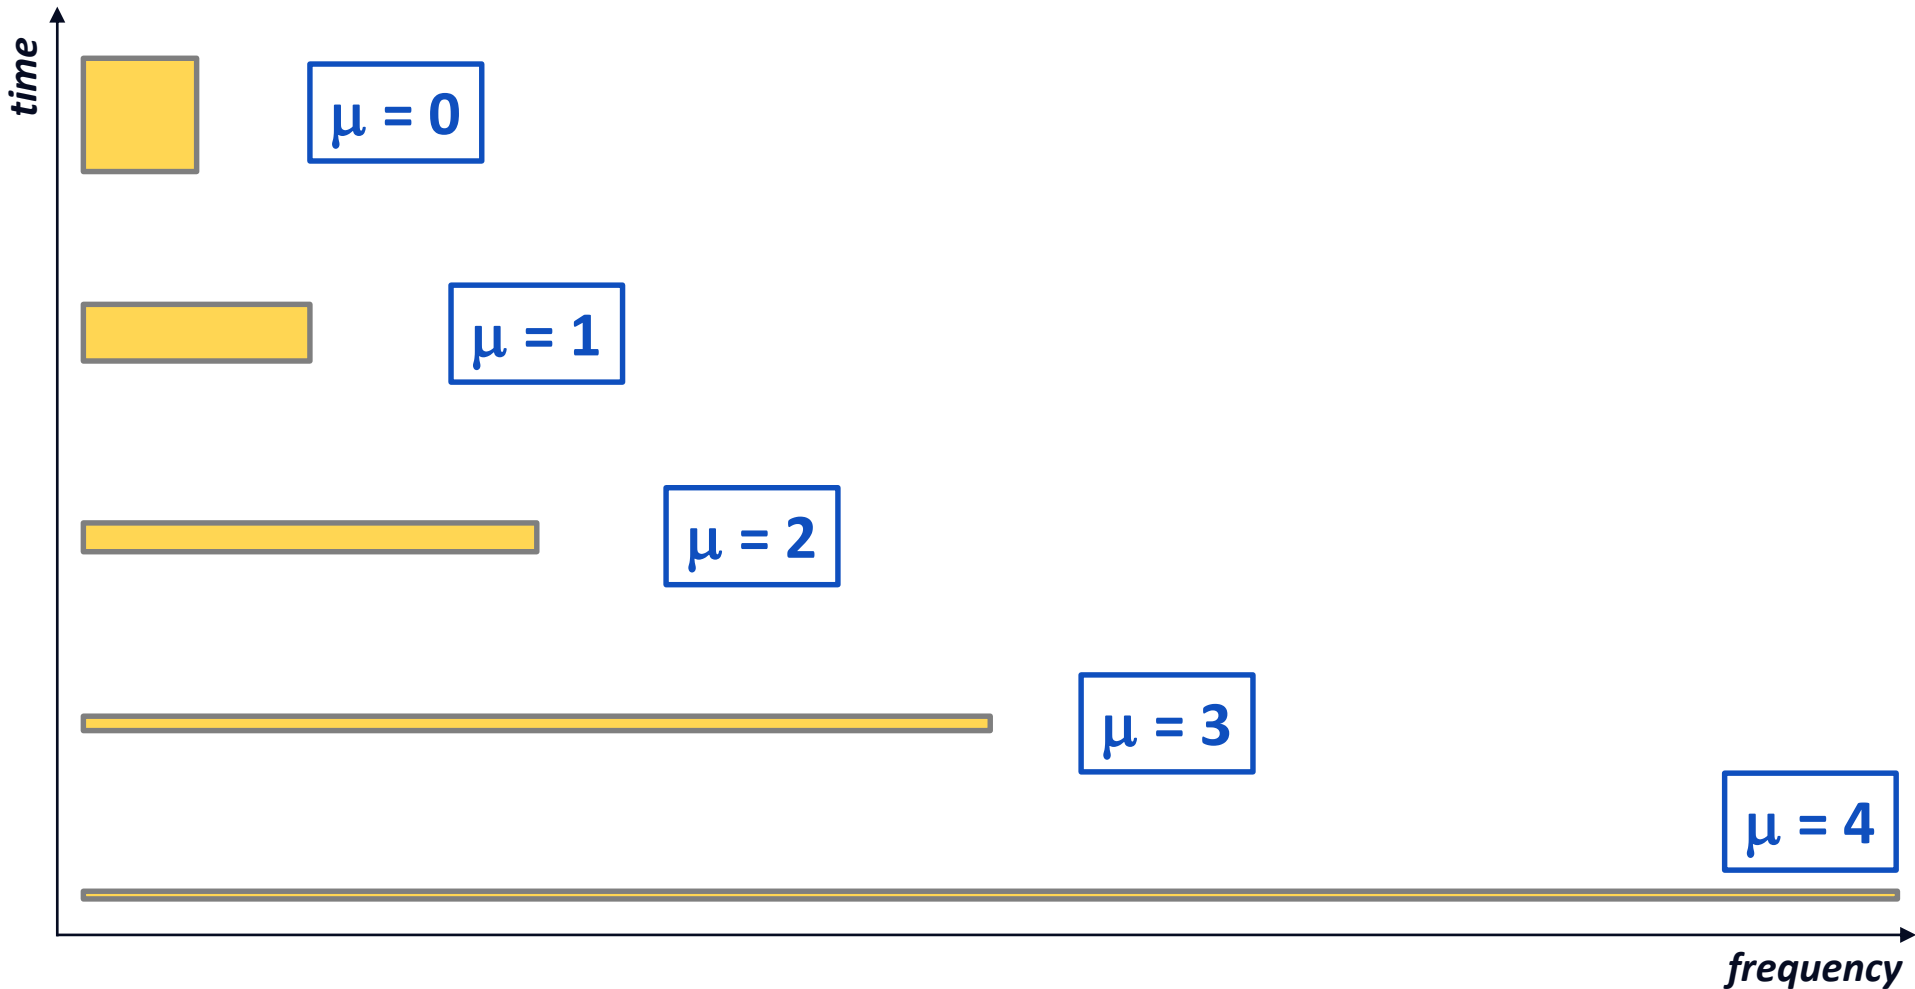 time
μ = 0
μ = 1
μ = 2
μ = 3
μ = 4
frequency